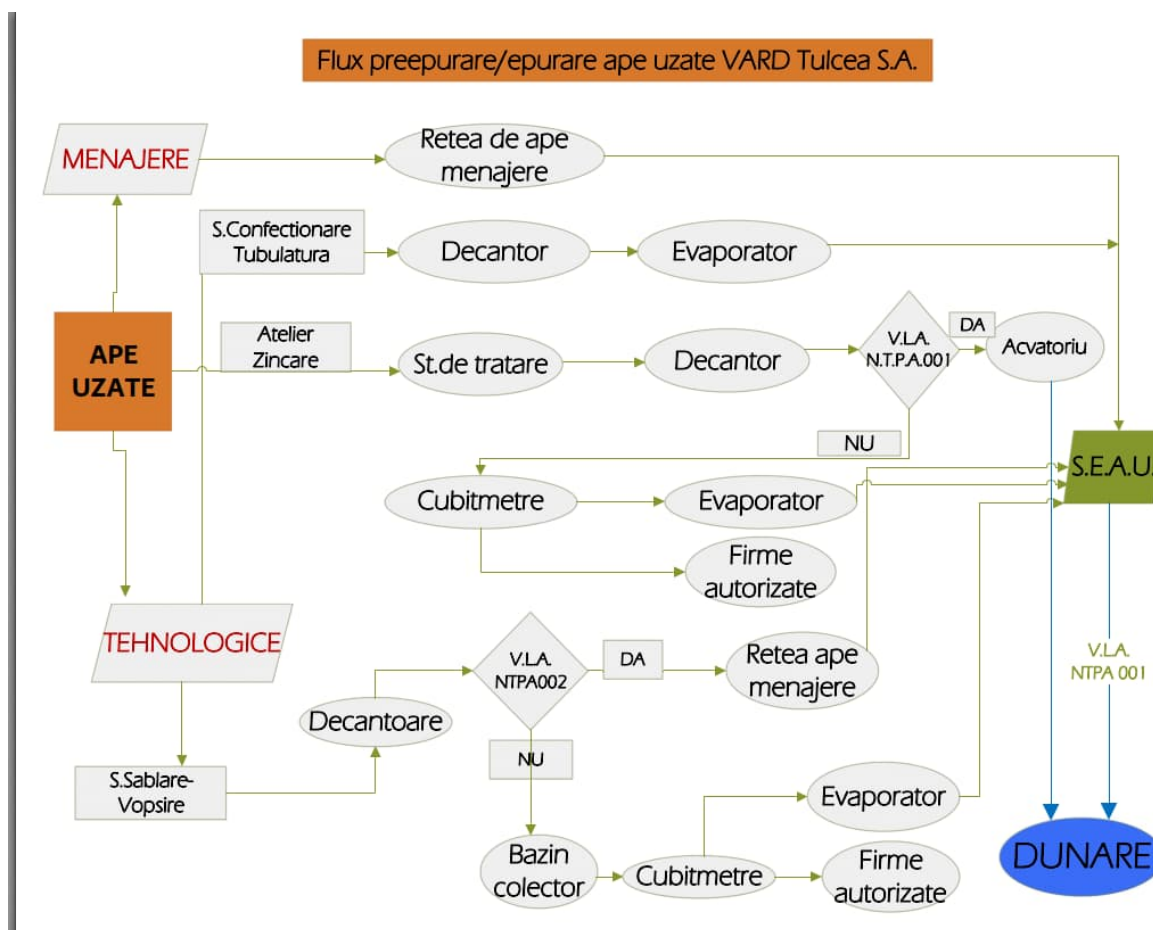 Flux preepurare/epurare ape uzate VARD Tulcea S.A.
MENAJERE
Retea de ape
menajere
S.Confectionare
Tubulatura
Decantor
Evaporator
APE
UZATE
Atelier
Zincare
St.de tratare
Decantor
V.L.A.
N.T.P.A.001
DA
Acvatoriu
NU
S.E.A.U.
Cubitmetre
Evaporator
Firme
autorizate
TEHNOLOGICE
V.L.A.
NTPA002
DA
Retea ape
menajere
V.L.A.
NTPA 001
Decantoare
NU
S.Sablare-
Vopsire
Evaporator
Bazin
colector
Cubitmetre
Firme
autorizate
DUNARE